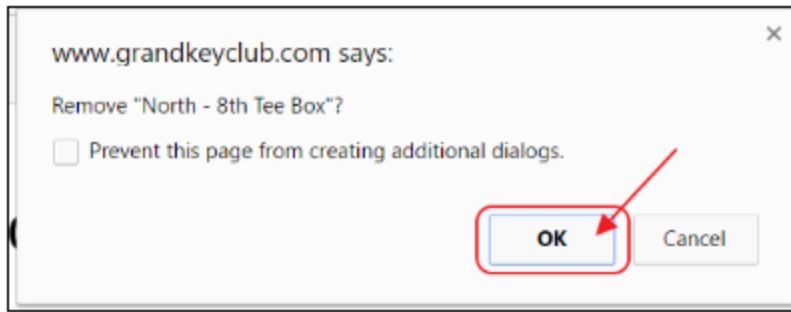 www.grandkeyclub.com says:
Remove "North - 8th Tee Box"?
Prevent this page from creating additional dialogs.
OK Cancel